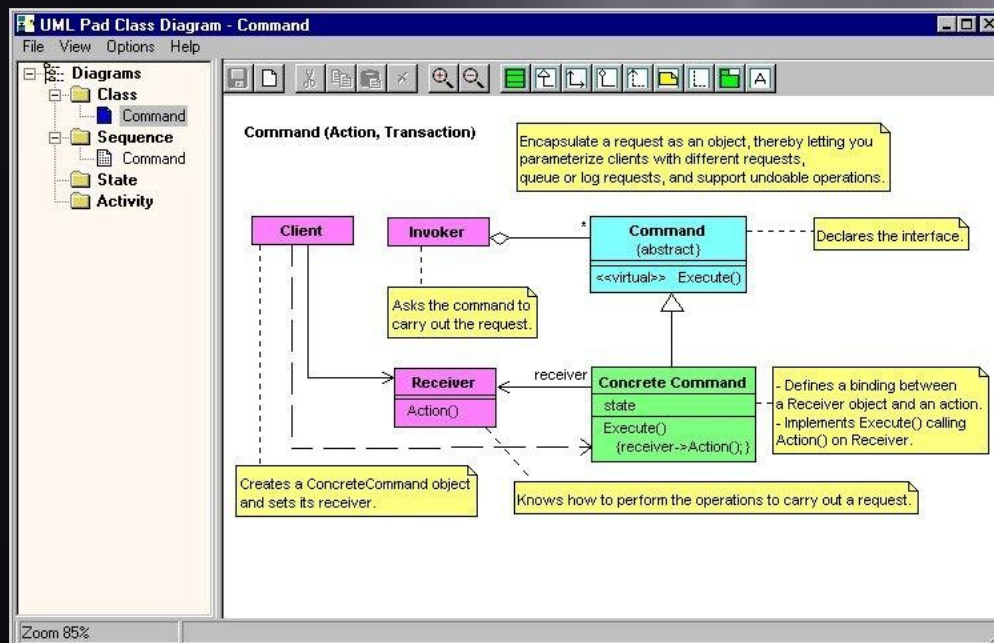 UML Pad Class Diagram - Command
File View Options Help
Diagrams
Class
Command
Sequence
Command
State
Activity
A
Command (Action, Transaction)
Encapsulate a request as an object, thereby letting you
parameterize clients with different requests,
queue or log requests, and support undoable operations.
Client
Invoker
*
Command
{abstract}
<<virtual>> Execute()
Declares the interface.
Asks the command to
carry out the request.
Receiver
Action()
receiver
Concrete Command
state
Execute()
{receiver->Action();}
- Defines a binding between
a Receiver object and an action.
- Implements Execute() calling
Action() on Receiver.
Creates a ConcreteCommand object
and sets its receiver.
Knows how to perform the operations to carry out a request.
Zoom 85%